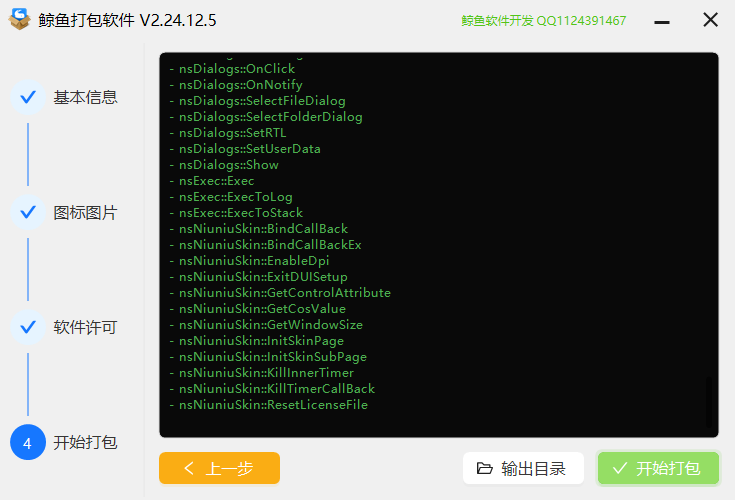 鲸鱼打包软件 V2.24.12.5
鲸鱼软件开发 QQ1124391467
基本信息
图标图片
软件许可
4 开始打包
- nsDialogs::OnClick
- nsDialogs::OnNotify
- nsDialogs::SelectFileDialog
- nsDialogs::SelectFolderDialog
- nsDialogs::SetRTL
- nsDialogs::SetUserData
- nsDialogs::Show
- nsExec::Exec
- nsExec::ExecToLog
- nsExec::ExecToStack
- nsNiuniuSkin::BindCallBack
- nsNiuniuSkin::BindCallBackEx
- nsNiuniuSkin::EnableDpi
- nsNiuniuSkin::ExitDUISetup
- nsNiuniuSkin::GetControlAttribute
- nsNiuniuSkin::GetCosValue
- nsNiuniuSkin::GetWindowSize
- nsNiuniuSkin::InitSkinPage
- nsNiuniuSkin::InitSkinSubPage
- nsNiuniuSkin::KillInnerTimer
- nsNiuniuSkin::KillTimerCallBack
- nsNiuniuSkin::ResetLicenseFile
上一步
输出目录
开始打包